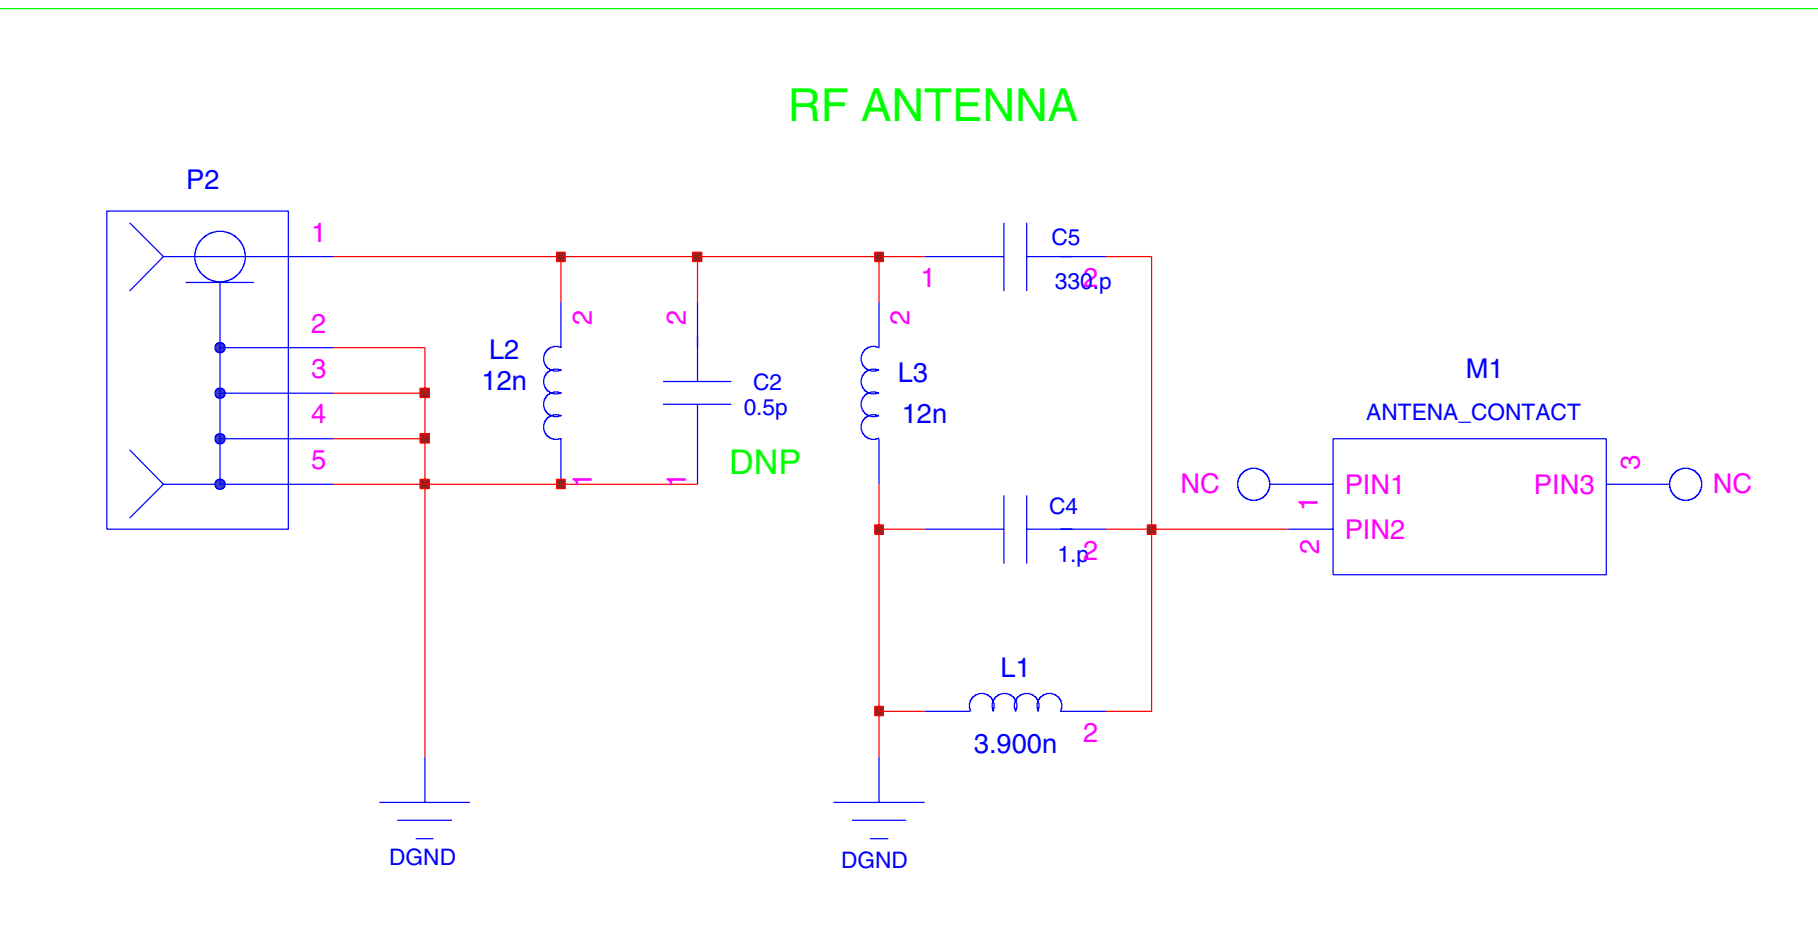 RF ANTENNA
P2
1
2
3
4
5
L2
12n
2
1
C2
0.5p
2
1
DNP
L3
12n
2
C5
330.p
1
2
C4
1.p
2
L1
3.900n
2
DGND
DGND
M1
ANTENA_CONTACT
NC
1
PIN1
2
PIN2
PIN3
3
NC